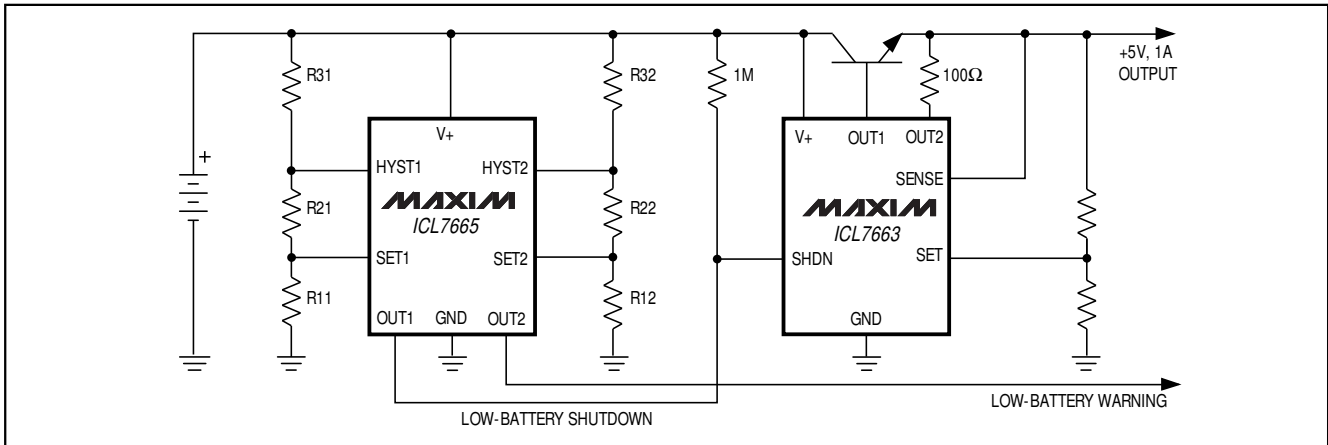 R31
R32
1M
100Ω
+5V, 1A
OUTPUT
V+
V+
OUT1
OUT2
+
HYST1
HYST2
SENSE
MAXIM
MAXIM
R21
R22
ICL7665
ICL7663
SET1
SET2
SHDN
SET
R11
R12
OUT1
GND
OUT2
GND
LOW-BATTERY WARNING
LOW-BATTERY SHUTDOWN